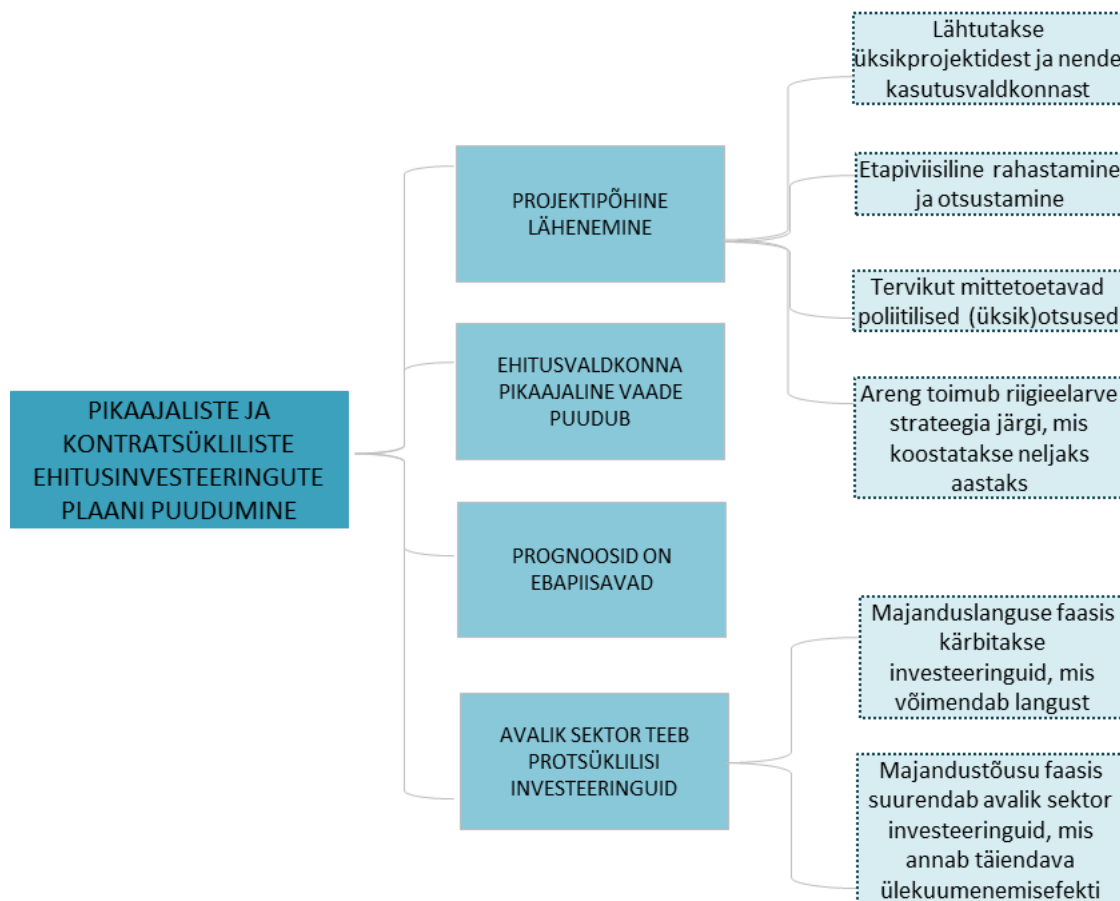 PIKAAJALISTE JA
KONTRATSÜKLILISTE
EHITUSINVESTEERINGUTE
PLAANI PUUDUMINE
PROJEKTIPÕHINE
LÄHENEMINE
Lähtutakse
üksikprojektidest ja nende
kasutusvaldkonnast
Etapiviisiline rahastamine
ja otsustamine
Tervikut mittetoetavad
poliitilised (üksik)otsused
Areng toimub riigieelarve
strateegia järgi, mis
koostatakse neljaks
aastaks
EHITUSVALDKONNA
PIKAAJALINE VAADE
PUUDUB
PROGNOOSID ON
EBAPIISAVAD
AVALIK SEKTOR TEEB
PROTSÜKLILISI
INVESTEERINGUID
Majanduslanguse faasis
kärbitakse
investeeringuid, mis
võimendab langust
Majandustõusu faasis
suurendab avalik sektor
investeeringuid, mis
annab täiendava
ülekuumenemisefekti